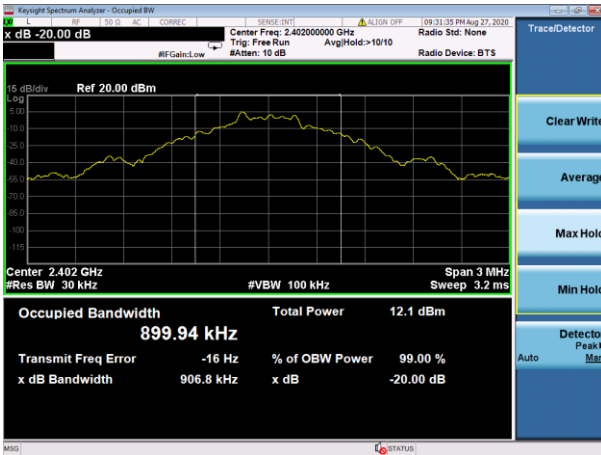 Keysight Spectrum Analyzer - Occupied BW
L RF 50 Ω AC CORREC SENSE:INT ALIGN OFF 09:31:35 PM Aug 27, 2020
x dB -20.00 dB Center Freq: 2.402000000 GHz Radio Std: None Trace/Detector
Trig: Free Run Avg|Hold:>10/10
#IFGain:Low #Atten: 10 dB Radio Device: BTS
15 dB/div Ref 20.00 dBm
Log
5.00
-10.0
-25.0
-40.0
-55.0
-70.0
-85.0
-100
-115
Clear Write
Average
Max Hold
Min Hold
Center 2.402 GHz Span 3 MHz
#Res BW 30 kHz #VBW 100 kHz Sweep 3.2 ms
Occupied Bandwidth Total Power 12.1 dBm
899.94 kHz
Transmit Freq Error -16 Hz % of OBW Power 99.00 %
x dB Bandwidth 906.8 kHz x dB -20.00 dB
Detector
Peak
Auto Man
MSG STATUS